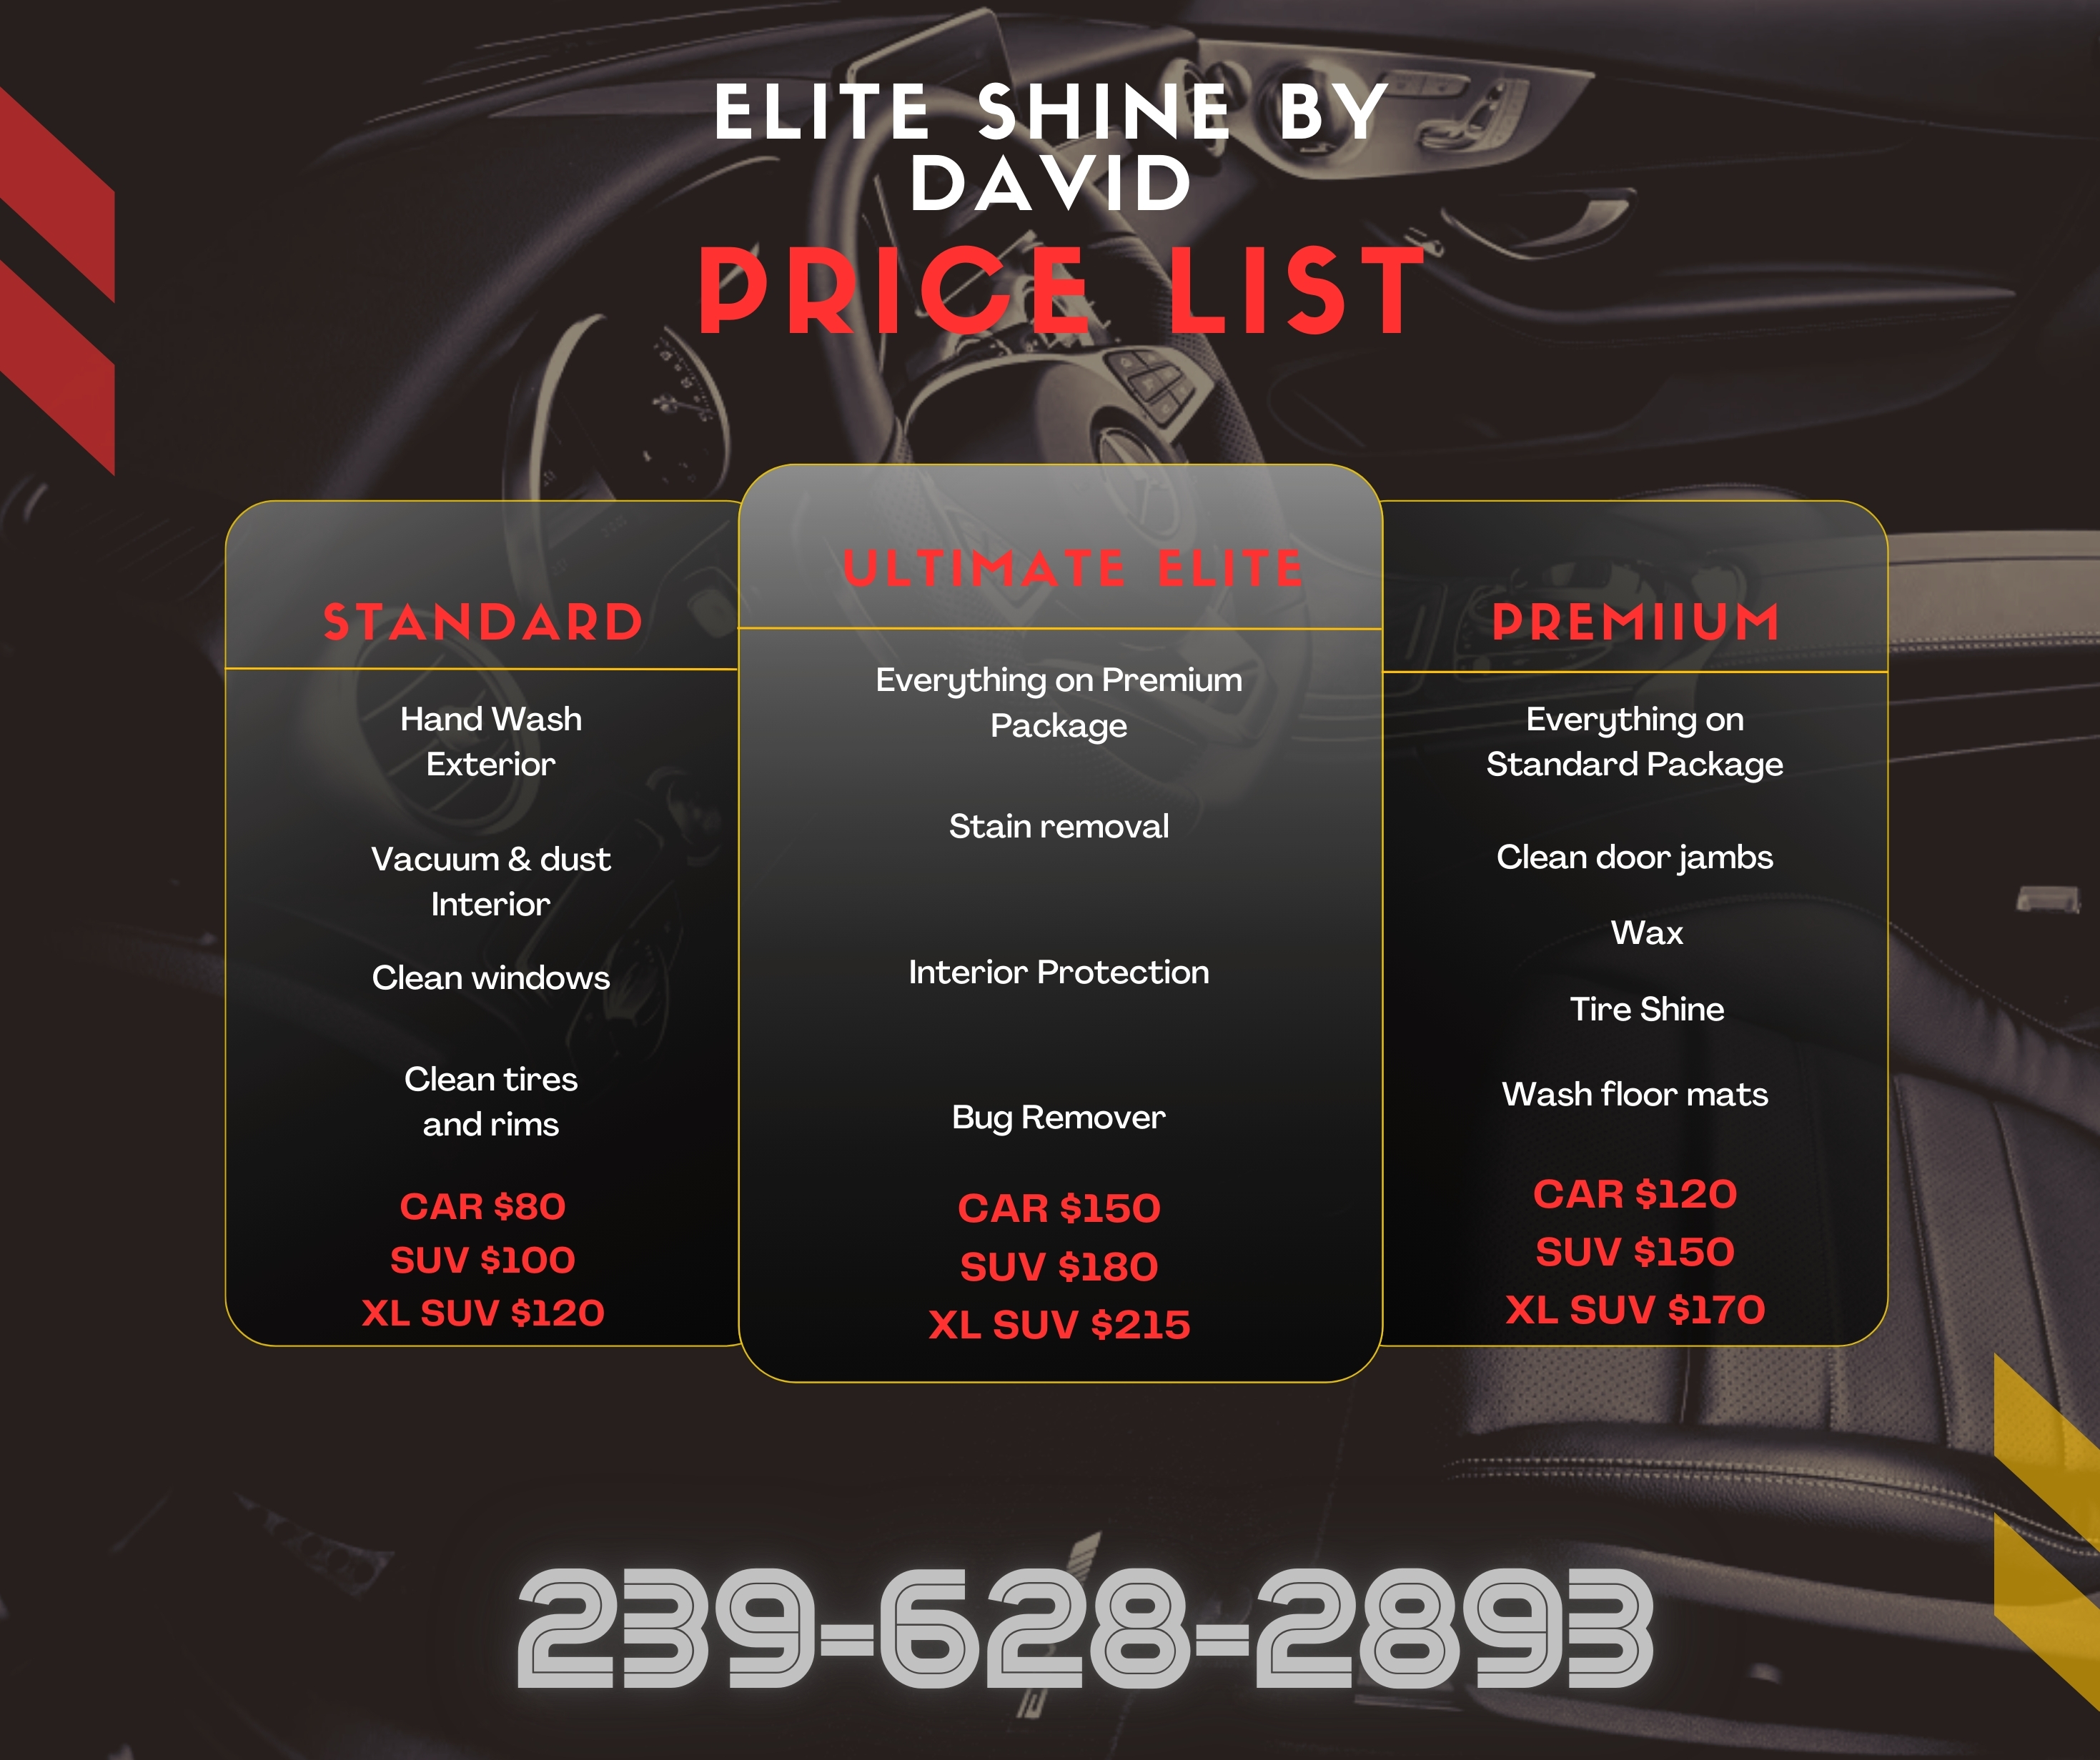 ELITE SHINE BY
DAVID
PRICE LIST
STANDARD
Hand Wash
Exterior
Vacuum & dust
Interior
Clean windows
Clean tires
and rims
CAR $80
SUV $100
XL SUV $120
ULTIMATE ELITE
Everything on Premium
Package
Stain removal
Interior Protection
Bug Remover
CAR $150
SUV $180
XL SUV $215
PREMIIUM
Everything on
Standard Package
Clean door jambs
Wax
Tire Shine
Wash floor mats
CAR $120
SUV $150
XL SUV $170
239-628-2893